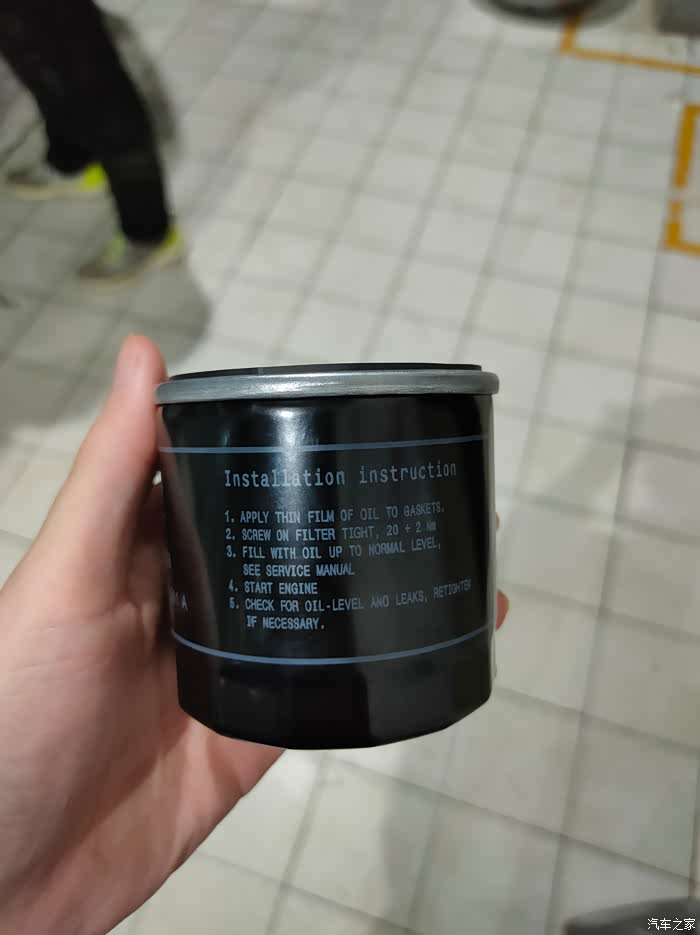 Installation instruction
1. APPLY THIN FILM OF OIL TO GASKETS.
2. SCREW ON FILTER TIGHT, 20 + 2 Nm
3. FILL WITH OIL UP TO NORMAL LEVEL,
SEE SERVICE MANUAL
4. START ENGINE
5. CHECK FOR OIL-LEVEL AND LEAKS, RETIGHTEN
IF NECESSARY.
汽车之家